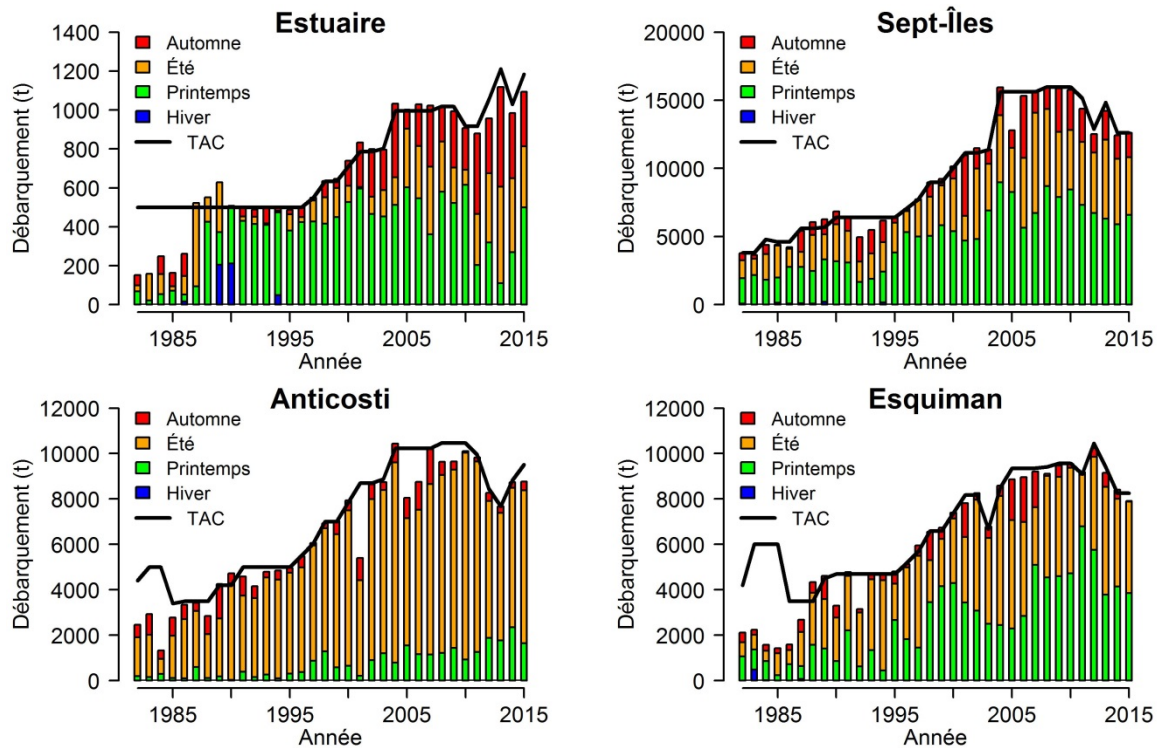 Estuaire
1400
1200
1000
800
600
400
200
0
Débarquement (t)
Automne
Été
Printemps
Hiver
TAC
1985
1995
2005
2015
Année
Sept-Îles
20000
15000
10000
5000
0
Débarquement (t)
Automne
Été
Printemps
Hiver
TAC
1985
1995
2005
2015
Année
Anticosti
12000
10000
8000
6000
4000
2000
0
Débarquement (t)
Automne
Été
Printemps
Hiver
TAC
1985
1995
2005
2015
Année
Esquiman
12000
10000
8000
6000
4000
2000
0
Débarquement (t)
Automne
Été
Printemps
Hiver
TAC
1985
1995
2005
2015
Année